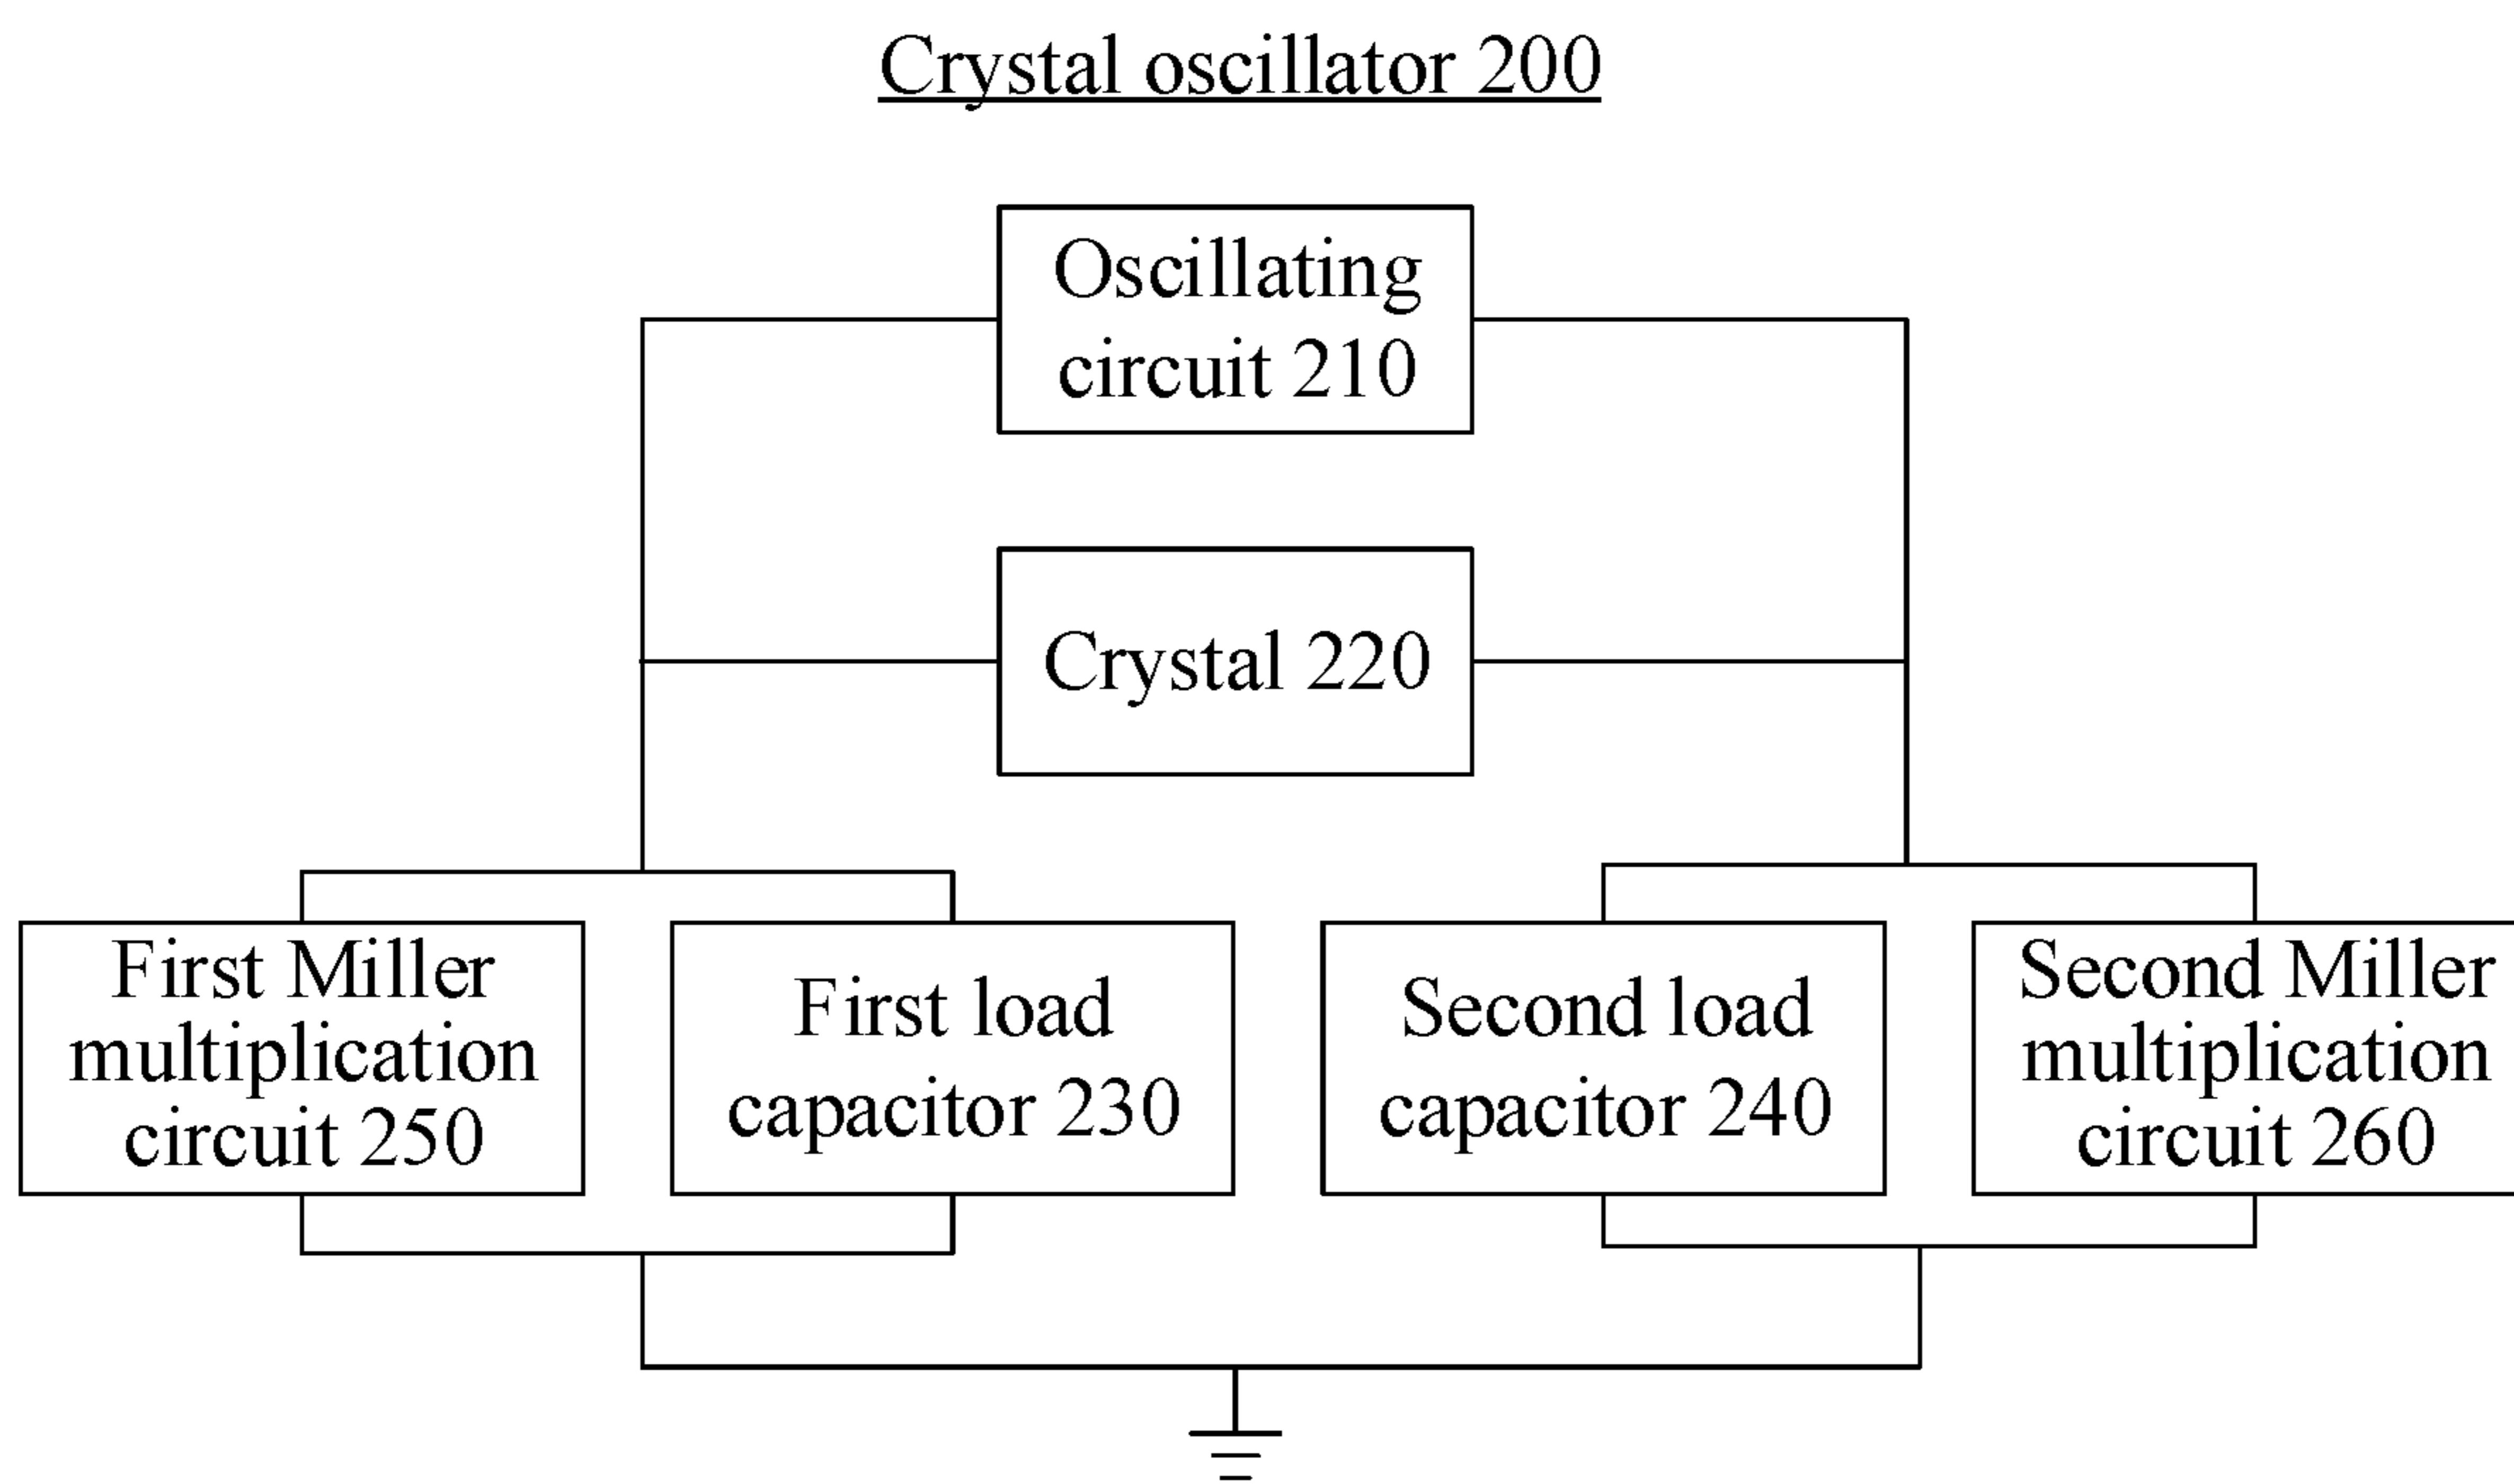 Crystal oscillator 200
Oscillating
circuit 210
Crystal 220
First Miller
multiplication
circuit 250
First load
capacitor 230
Second load
capacitor 240
Second Miller
multiplication
circuit 260